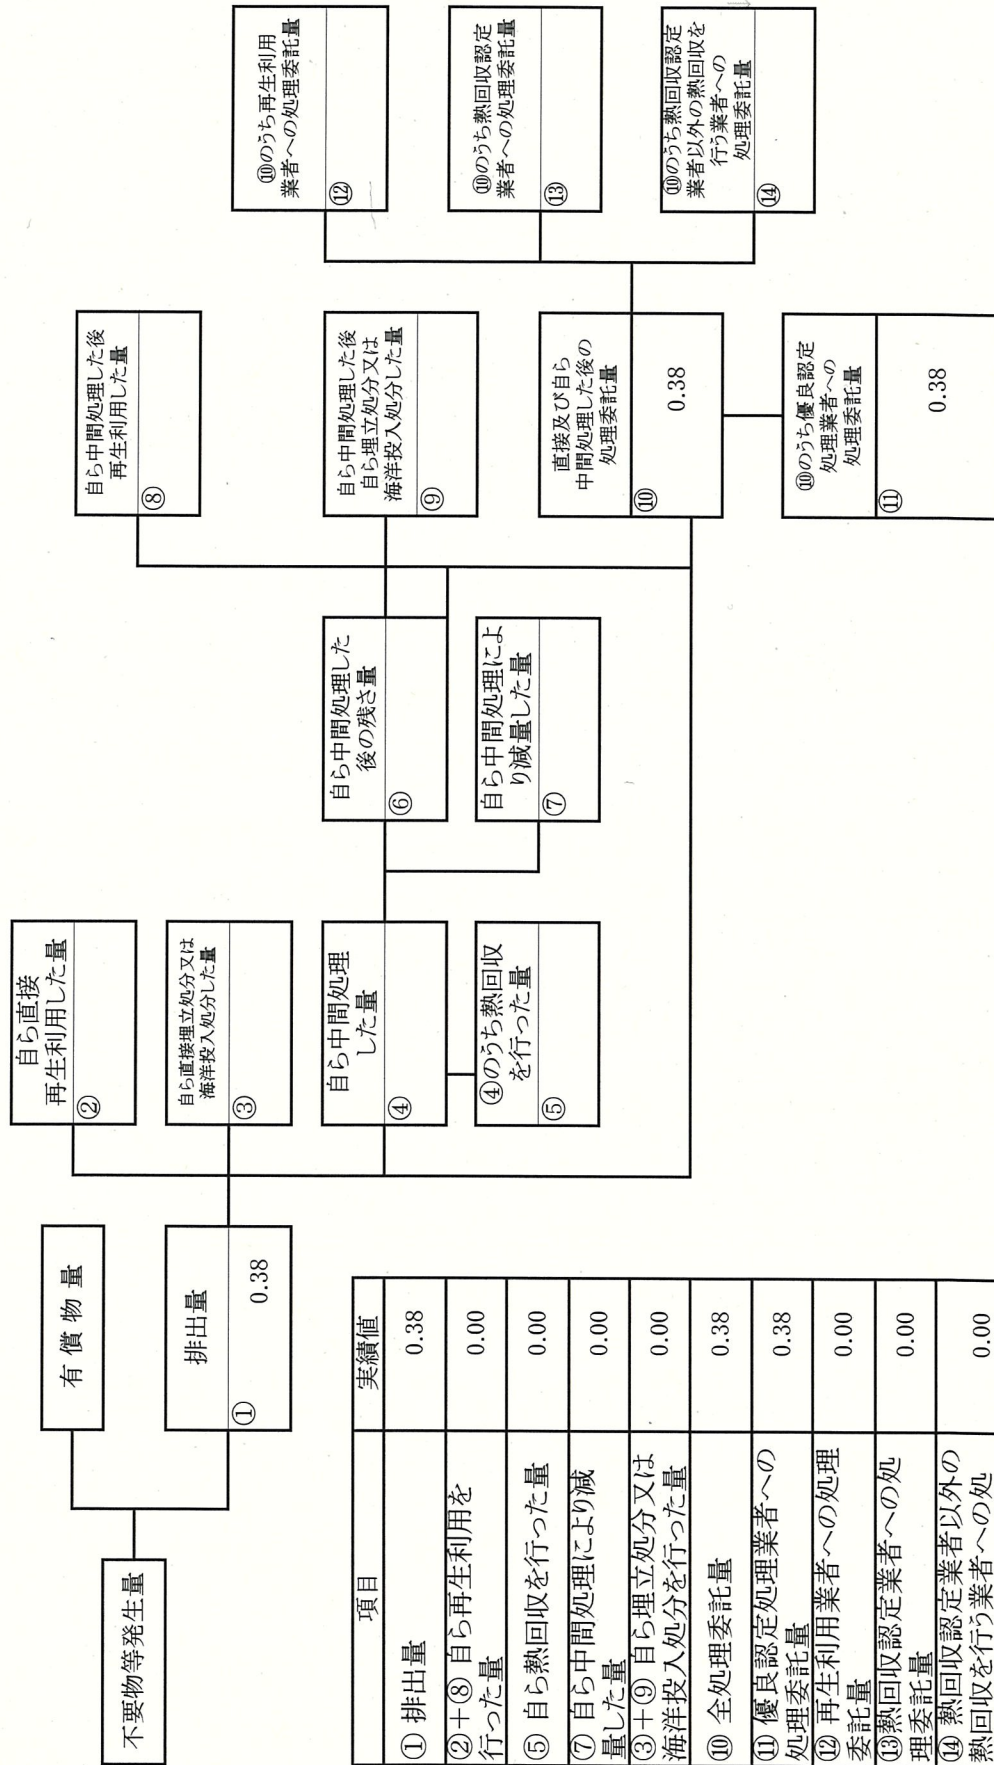 不要物等発生量
有償物量
排出量
①
0.38
自ら直接
再生利用した量
②
自ら直接埋立処分又は
海洋投入処分した量
③
自ら中間処理
した量
④
④のうち熱回収
を行った量
⑤
自ら中間処理した
後の残さ量
⑥
自ら中間処理によ
り減量した量
⑦
自ら中間処理した後
再生利用した量
⑧
自ら中間処理した後
自ら埋立処分又は
海洋投入処分した量
⑨
直接及び自ら
中間処理した後の
処理委託量
⑩
0.38
⑩のうち優良認定
処理業者への
処理委託量
⑪
0.38
⑩のうち再生利用
業者への処理委託量
⑫
⑩のうち熱回収認定
業者への処理委託量
⑬
⑩のうち熱回収認定
業者以外の熱回収を
行う業者への
処理委託量
⑭
項目 実績値
①排出量 0.38
②+⑧ 自ら再生利用を
行った量 0.00
⑤ 自ら熱回収を行った量 0.00
⑦ 自ら中間処理により減
量した量 0.00
③+⑨ 自ら埋立処分又は
海洋投入処分を行った量 0.00
⑩ 全処理委託量 0.38
⑪ 優良認定処理業者への
処理委託量 0.38
⑫ 再生利用業者への処理
委託量 0.00
⑬熱回収認定業者への処
理委託量 0.00
⑭ 熱回収認定業者以外の
熱回収を行う業者への処 0.00